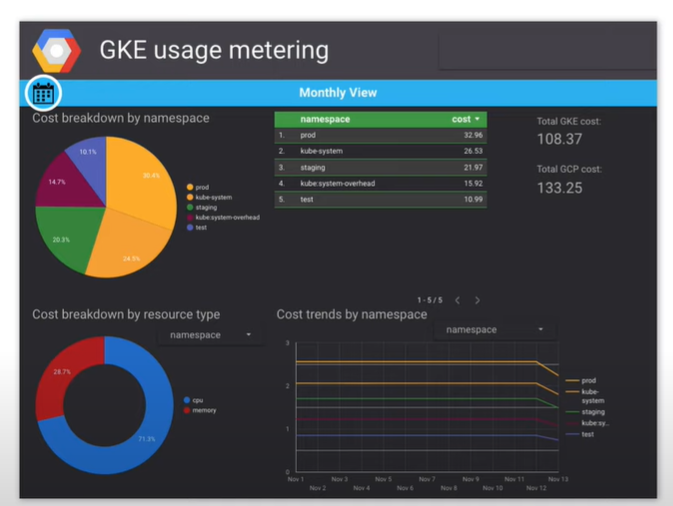 GKE usage metering
Monthly View
Cost breakdown by namespace
10.1%
30.4%
14.7%
20.3%
24.5%
prod
kube-system
staging
kube:system-overhead
test
namespace cost
1. prod 32.96
2. kube-system 26.53
3. staging 21.97
4. kube:system-overhead 15.92
5. test 10.99
1 - 5 / 5
Total GKE cost:
108.37
Total GCP cost:
133.25
Cost breakdown by resource type
namespace
28.7%
71.3%
cpu
memory
Cost trends by namespace
namespace
3
2
1
0
Nov 1 Nov 3 Nov 5 Nov 7 Nov 9 Nov 11 Nov 13
Nov 2 Nov 4 Nov 6 Nov 8 Nov 10 Nov 12
prod
kube-
system
staging
kube:sy...
test